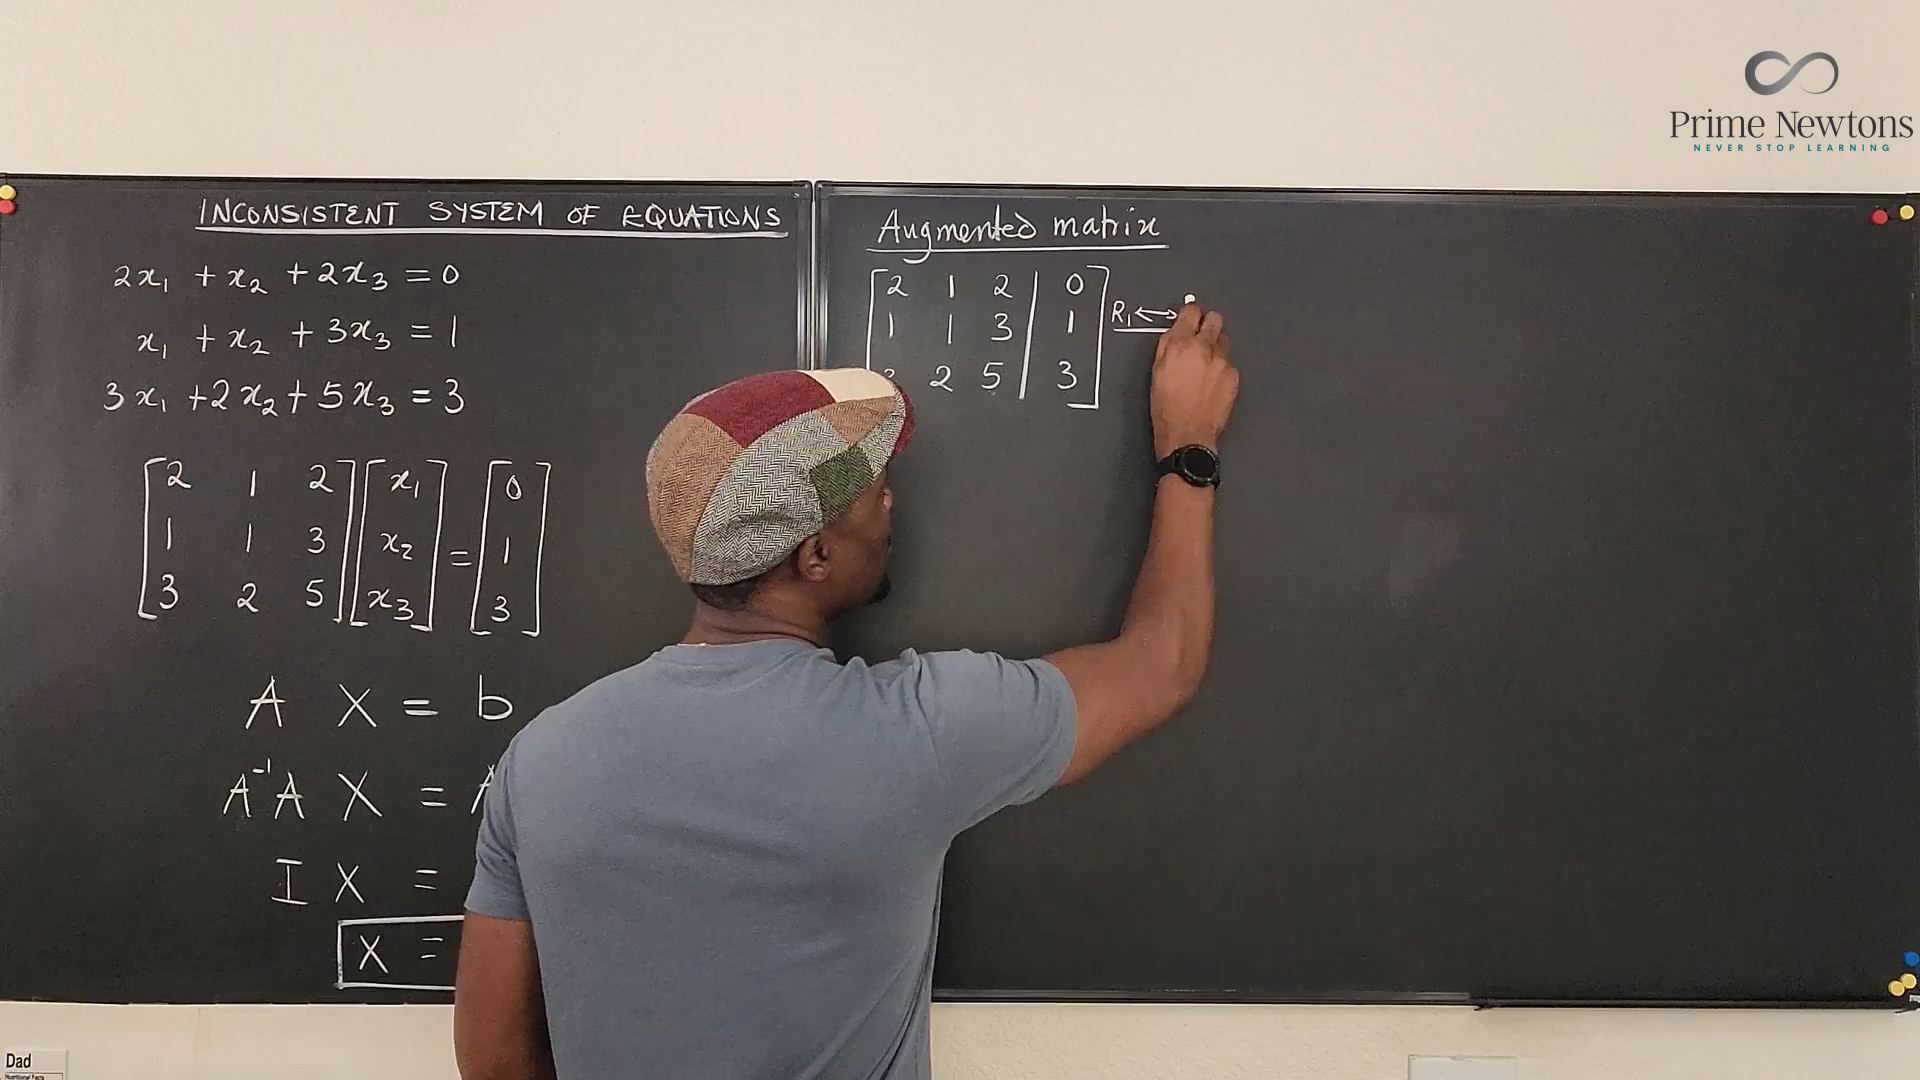 Prime Newtons
NEVER STOP LEARNING
INCONSISTENT SYSTEM OF EQUATIONS
2x₁ + x₂ + 2x₃ = 0
x₁ + x₂ + 3x₃ = 1
3x₁ + 2x₂ + 5x₃ = 3
[2 1 2] [x₁] [0]
[1 1 3] [x₂] = [1]
[3 2 5] [x₃] [3]
A X = b
A⁻¹A X =
I X =
X =
Augmented matrix
[2 1 2 | 0]
[1 1 3 | 1] R₁ ↔
2 5 | 3]
Dad
Nutritional Facts